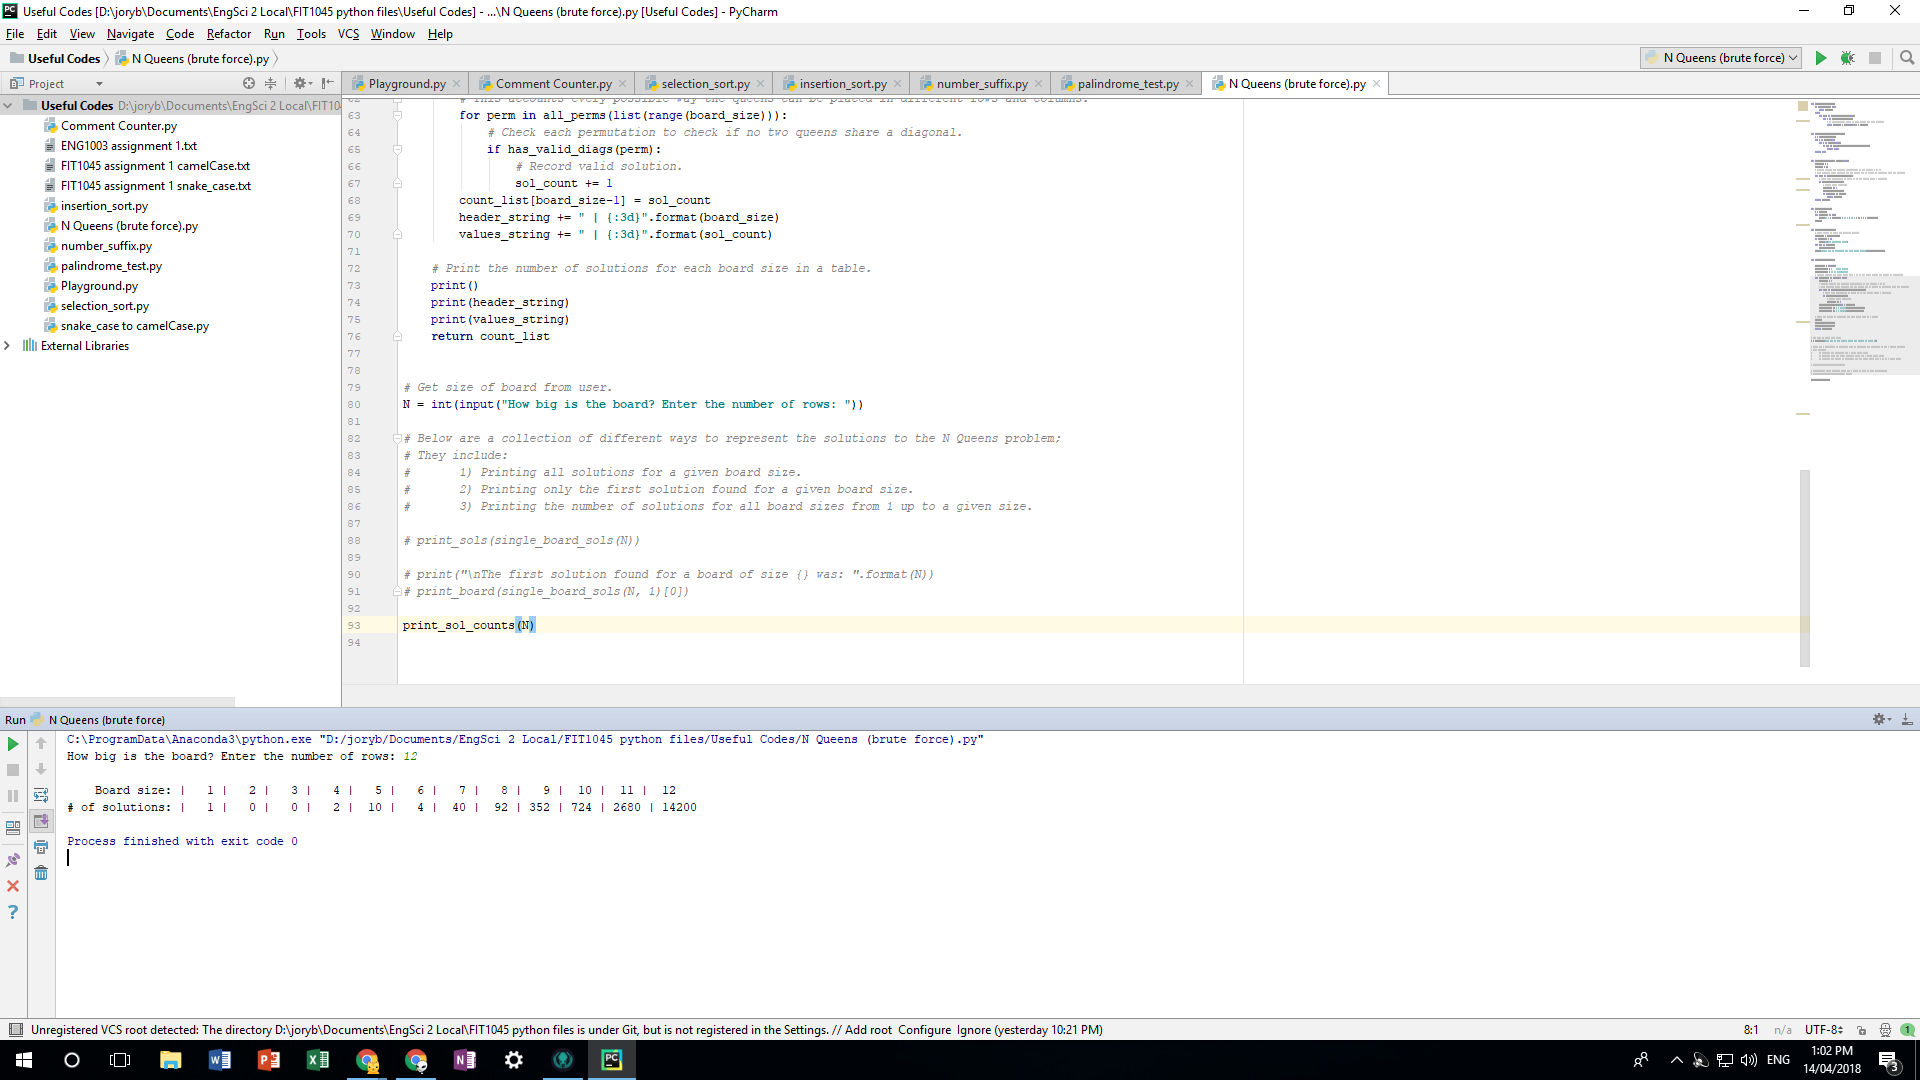 Useful Codes [D:\joryb\Documents\EngSci 2 Local\FIT1045 python files\Useful Codes] - ...\N Queens (brute force).py [Useful Codes] - PyCharm
File Edit View Navigate Code Refactor Run Tools VCS Window Help
Useful Codes N Queens (brute force).py N Queens (brute force)
Project Playground.py Comment Counter.py selection_sort.py insertion_sort.py number_suffix.py palindrome_test.py N Queens (brute force).py
Useful Codes D:\joryb\Documents\EngSci 2 Local\FIT10
Comment Counter.py
ENG1003 assignment 1.txt
FIT1045 assignment 1 camelCase.txt
FIT1045 assignment 1 snake_case.txt
insertion_sort.py
N Queens (brute force).py
number_suffix.py
palindrome_test.py
Playground.py
selection_sort.py
snake_case to camelCase.py
External Libraries
62 # This accounts every possible way the queens can be placed in different rows and columns.
63 for perm in all_perms(list(range(board_size))):
64 # Check each permutation to check if no two queens share a diagonal.
65 if has_valid_diags(perm):
66 # Record valid solution.
67 sol_count += 1
68 count_list[board_size-1] = sol_count
69 header_string += " | {:3d}".format(board_size)
70 values_string += " | {:3d}".format(sol_count)
71
72 # Print the number of solutions for each board size in a table.
73 print()
74 print(header_string)
75 print(values_string)
76 return count_list
77
78
79 # Get size of board from user.
80 N = int(input("How big is the board? Enter the number of rows: "))
81
82 # Below are a collection of different ways to represent the solutions to the N Queens problem;
83 # They include:
84 # 1) Printing all solutions for a given board size.
85 # 2) Printing only the first solution found for a given board size.
86 # 3) Printing the number of solutions for all board sizes from 1 up to a given size.
87
88 # print_sols(single_board_sols(N))
89
90 # print("\nThe first solution found for a board of size {} was: ".format(N))
91 # print_board(single_board_sols(N, 1)[0])
92
93 print_sol_counts(N)
94
Run N Queens (brute force)
C:\ProgramData\Anaconda3\python.exe "D:/joryb/Documents/EngSci 2 Local/FIT1045 python files/Useful Codes/N Queens (brute force).py"
How big is the board? Enter the number of rows: 12
Board size: | 1 | 2 | 3 | 4 | 5 | 6 | 7 | 8 | 9 | 10 | 11 | 12
# of solutions: | 1 | 0 | 0 | 2 | 10 | 4 | 40 | 92 | 352 | 724 | 2680 | 14200
Process finished with exit code 0
Unregistered VCS root detected: The directory D:\joryb\Documents\EngSci 2 Local\FIT1045 python files is under Git, but is not registered in the Settings. // Add root Configure Ignore (yesterday 10:21 PM) 8:1 n/a UTF-8 1
ENG 1:02 PM
14/04/2018 3